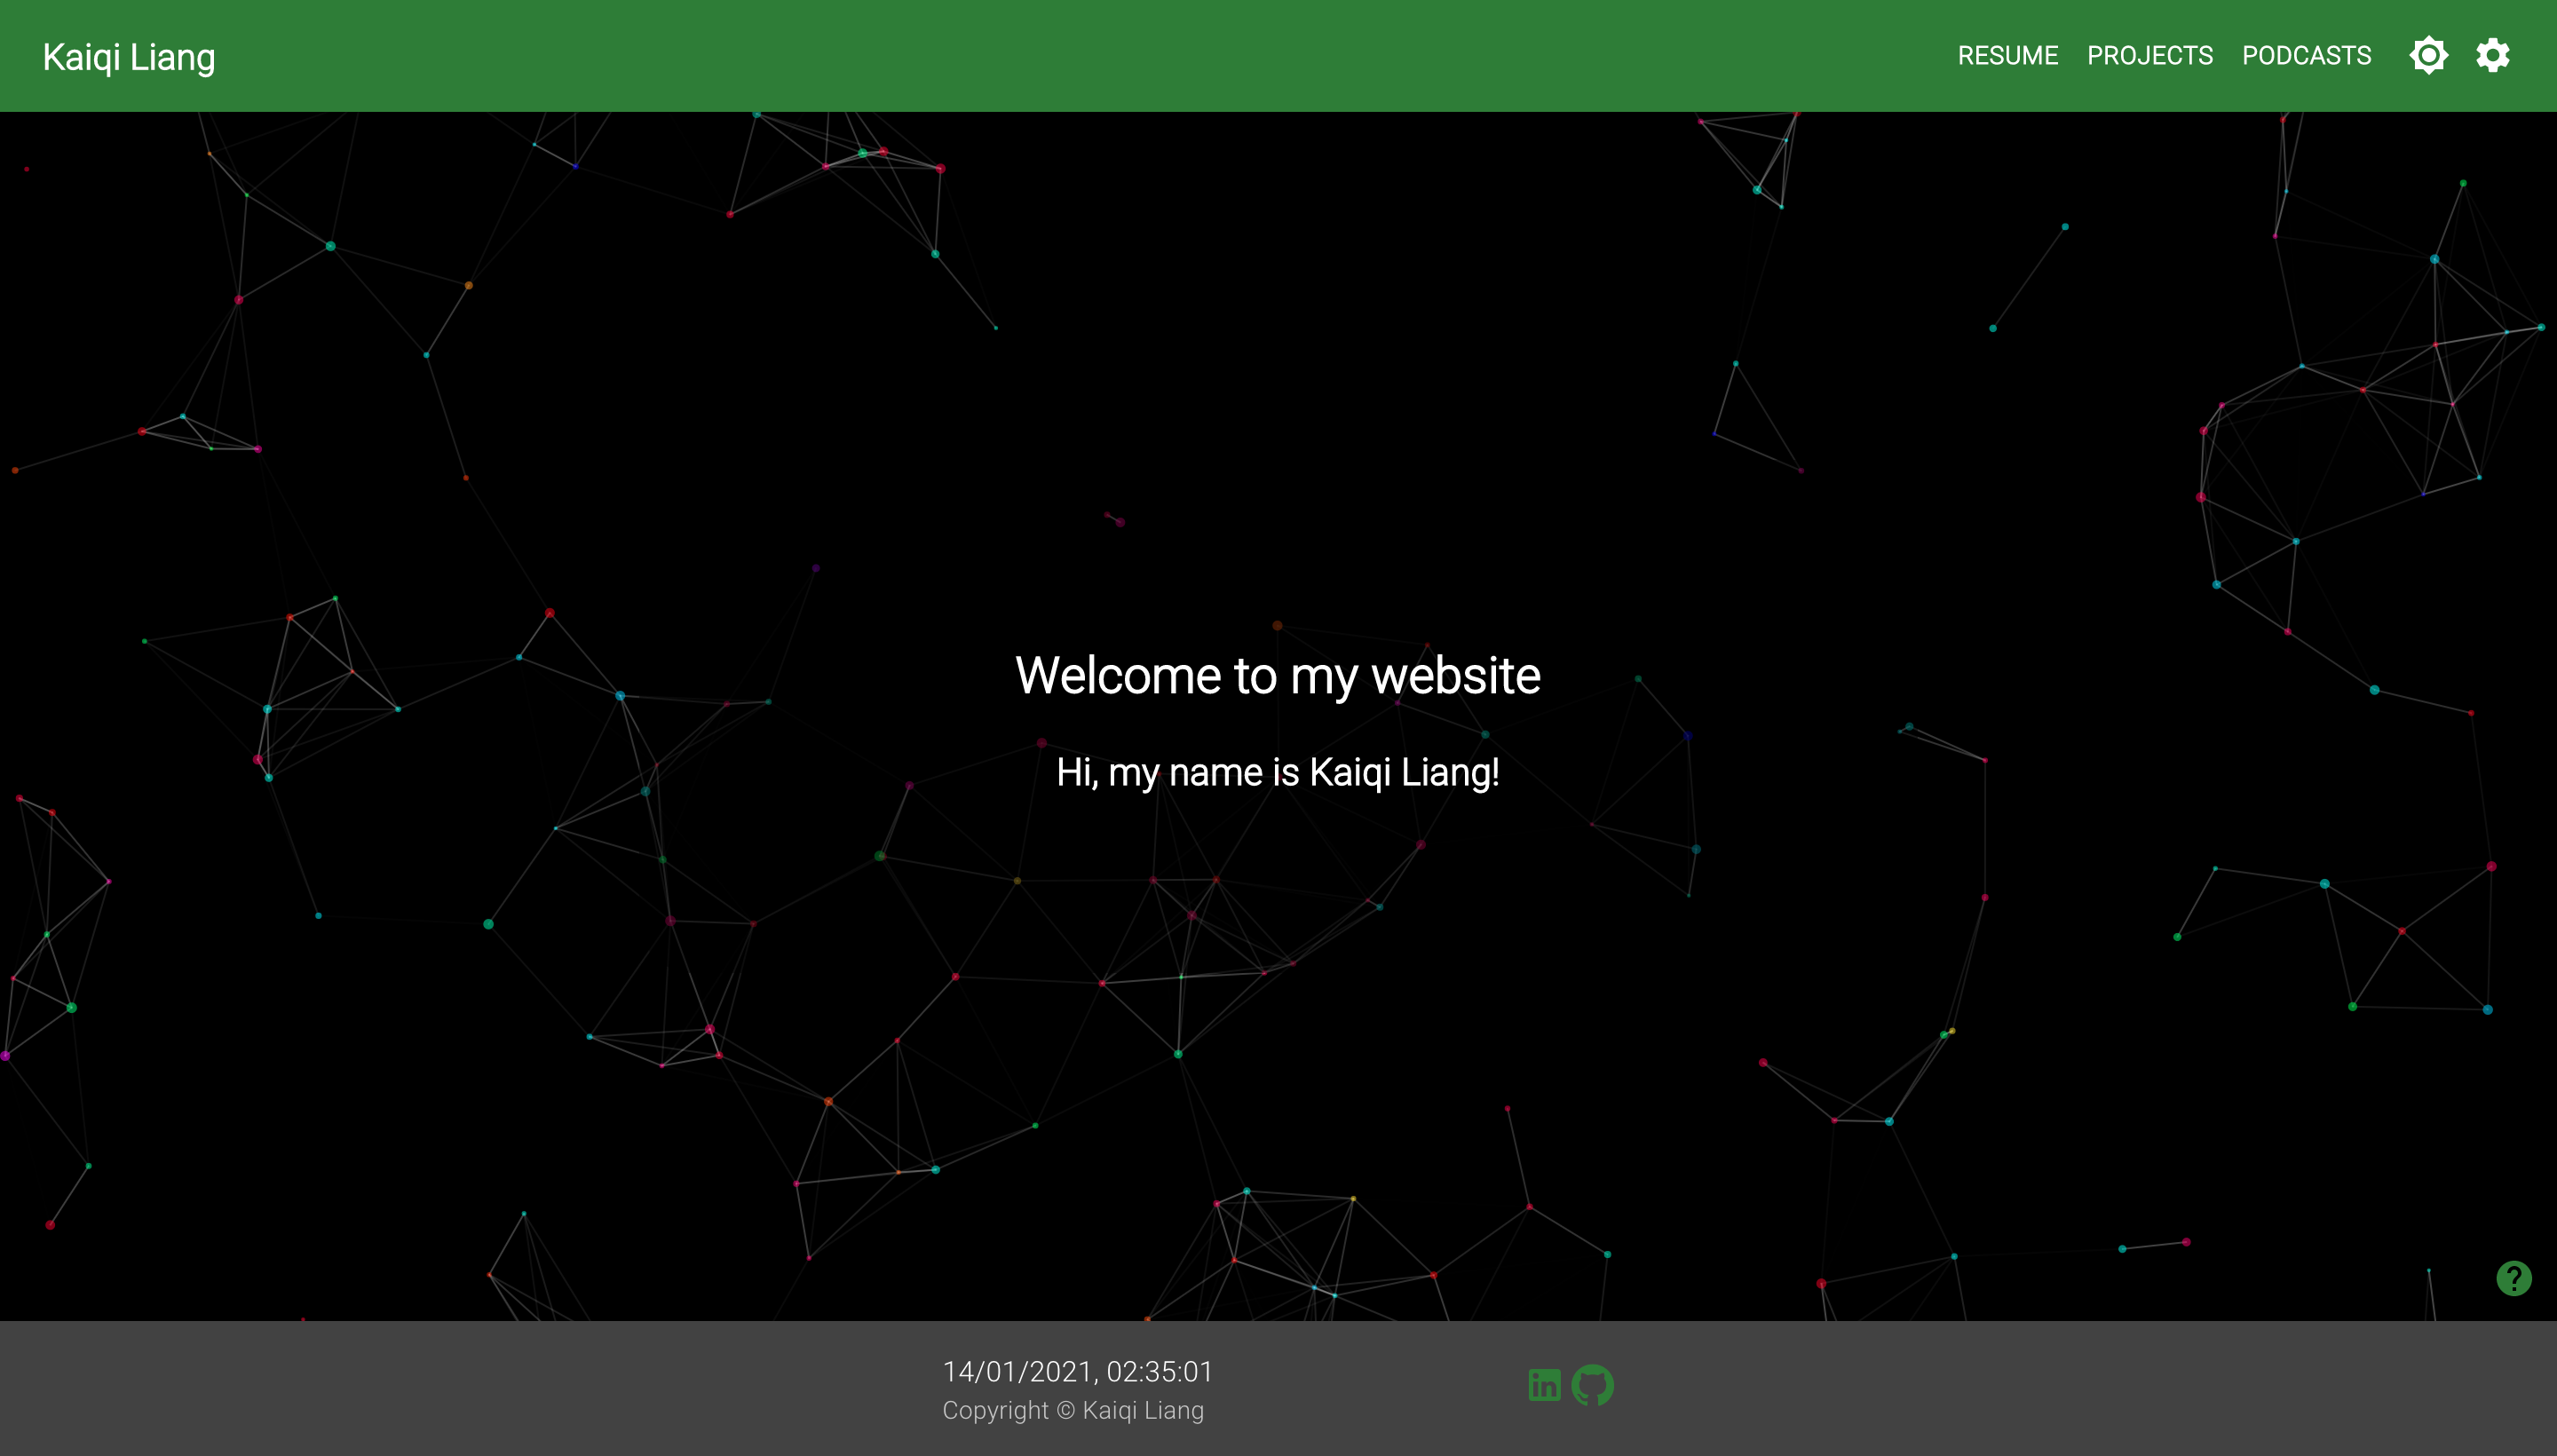 Kaiqi Liang
RESUME PROJECTS PODCASTS
Welcome to my website
Hi, my name is Kaiqi Liang!
?
14/01/2021, 02:35:01
in
Copyright © Kaiqi Liang